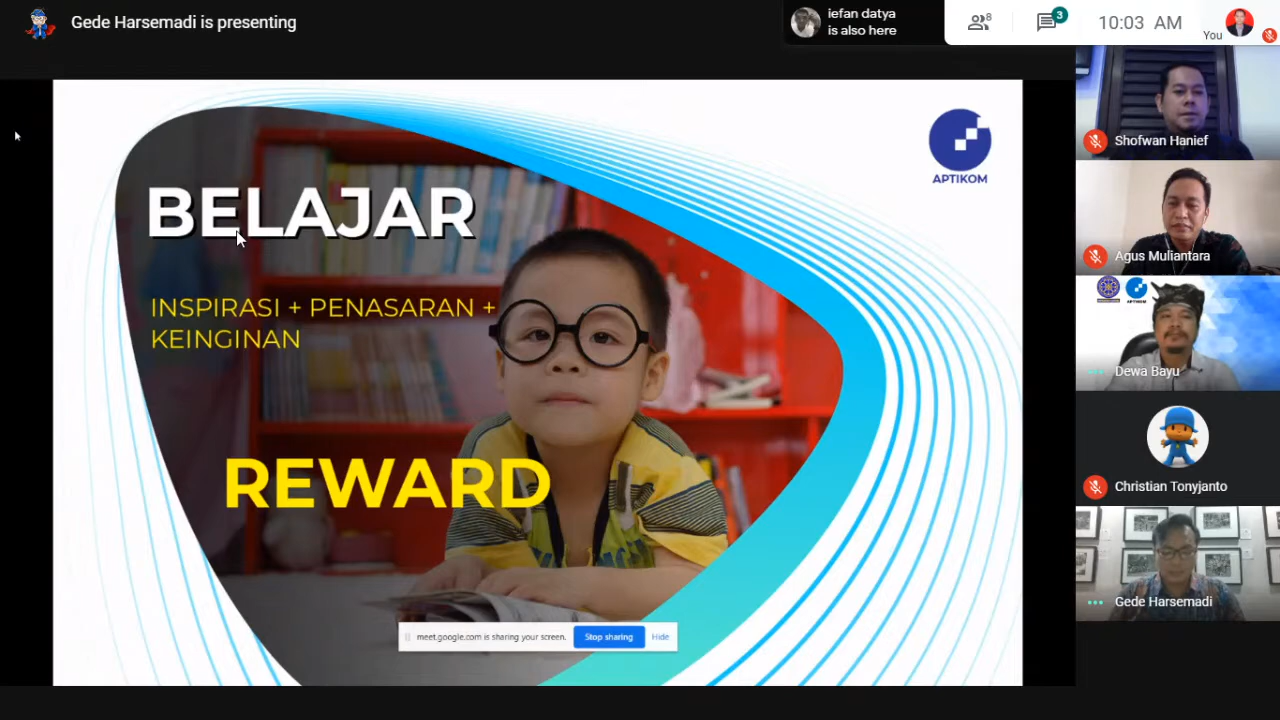 Gede Harsemadi is presenting
iefan datya
is also here
8
3
10:03 AM
You
APTIKOM
BELAJAR
INSPIRASI + PENASARAN +
KEINGINAN
REWARD
meet.google.com is sharing your screen.
Stop sharing
Hide
Shofwan Hanief
Agus Muliantara
APTIKOM
Dewa Bayu
Christian Tonyjanto
Gede Harsemadi